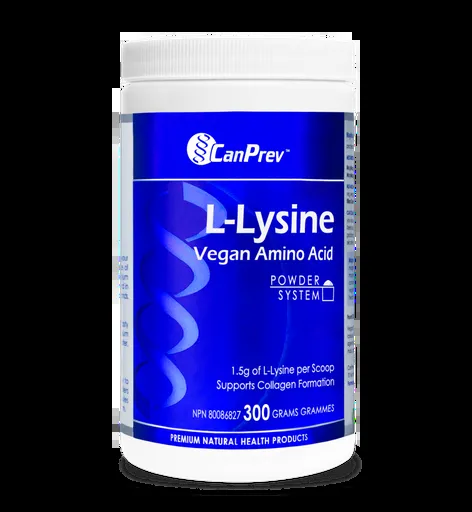 CanPrev™
L-Lysine
Vegan Amino Acid
POWDER
SYSTEM
1.5g of L-Lysine per Scoop
Supports Collagen Formation
NPN 80086827 300 GRAMS GRAMMES
PREMIUM NATURAL HEALTH PRODUCTS